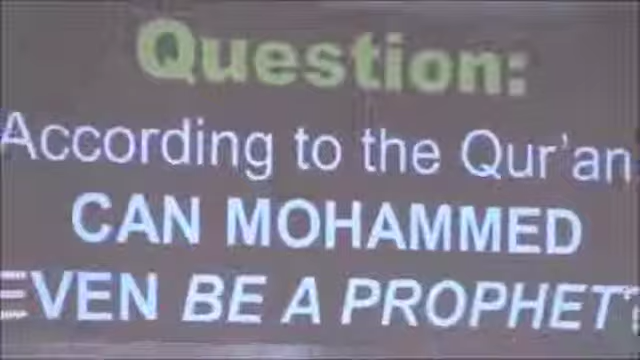 Question:
According to the Qur'an,
CAN MOHAMMED
EVEN BE A PROPHET?